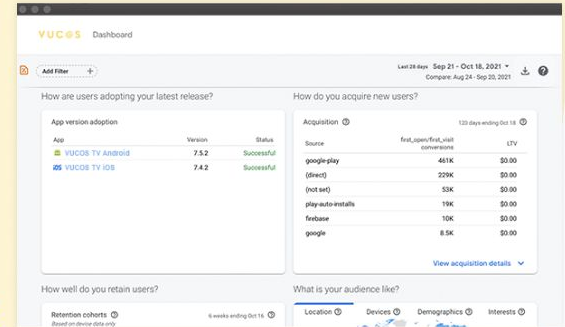 VUCOS Dashboard
Add Filter +
Last 28 days Sep 21 - Oct 18, 2021
Compare: Aug 24 - Sep 20, 2021
How are users adopting your latest release?
App version adoption
App Version Status
VUCOS TV Android 7.5.2 Successful
iOS VUCOS TV iOS 7.4.2 Successful
How do you acquire new users?
Acquisition 120 days ending Oct 18
Source first_open/first_visit conversions LTV
google-play 461K $0.00
(direct) 229K $0.00
(not set) 53K $0.00
play-auto-installs 19K $0.00
firebase 10K $0.00
google 8.5K $0.00
View acquisition details
How well do you retain users?
Retention cohorts 6 weeks ending Oct 16
Based on device data only
What is your audience like?
Location Devices Demographics Interests